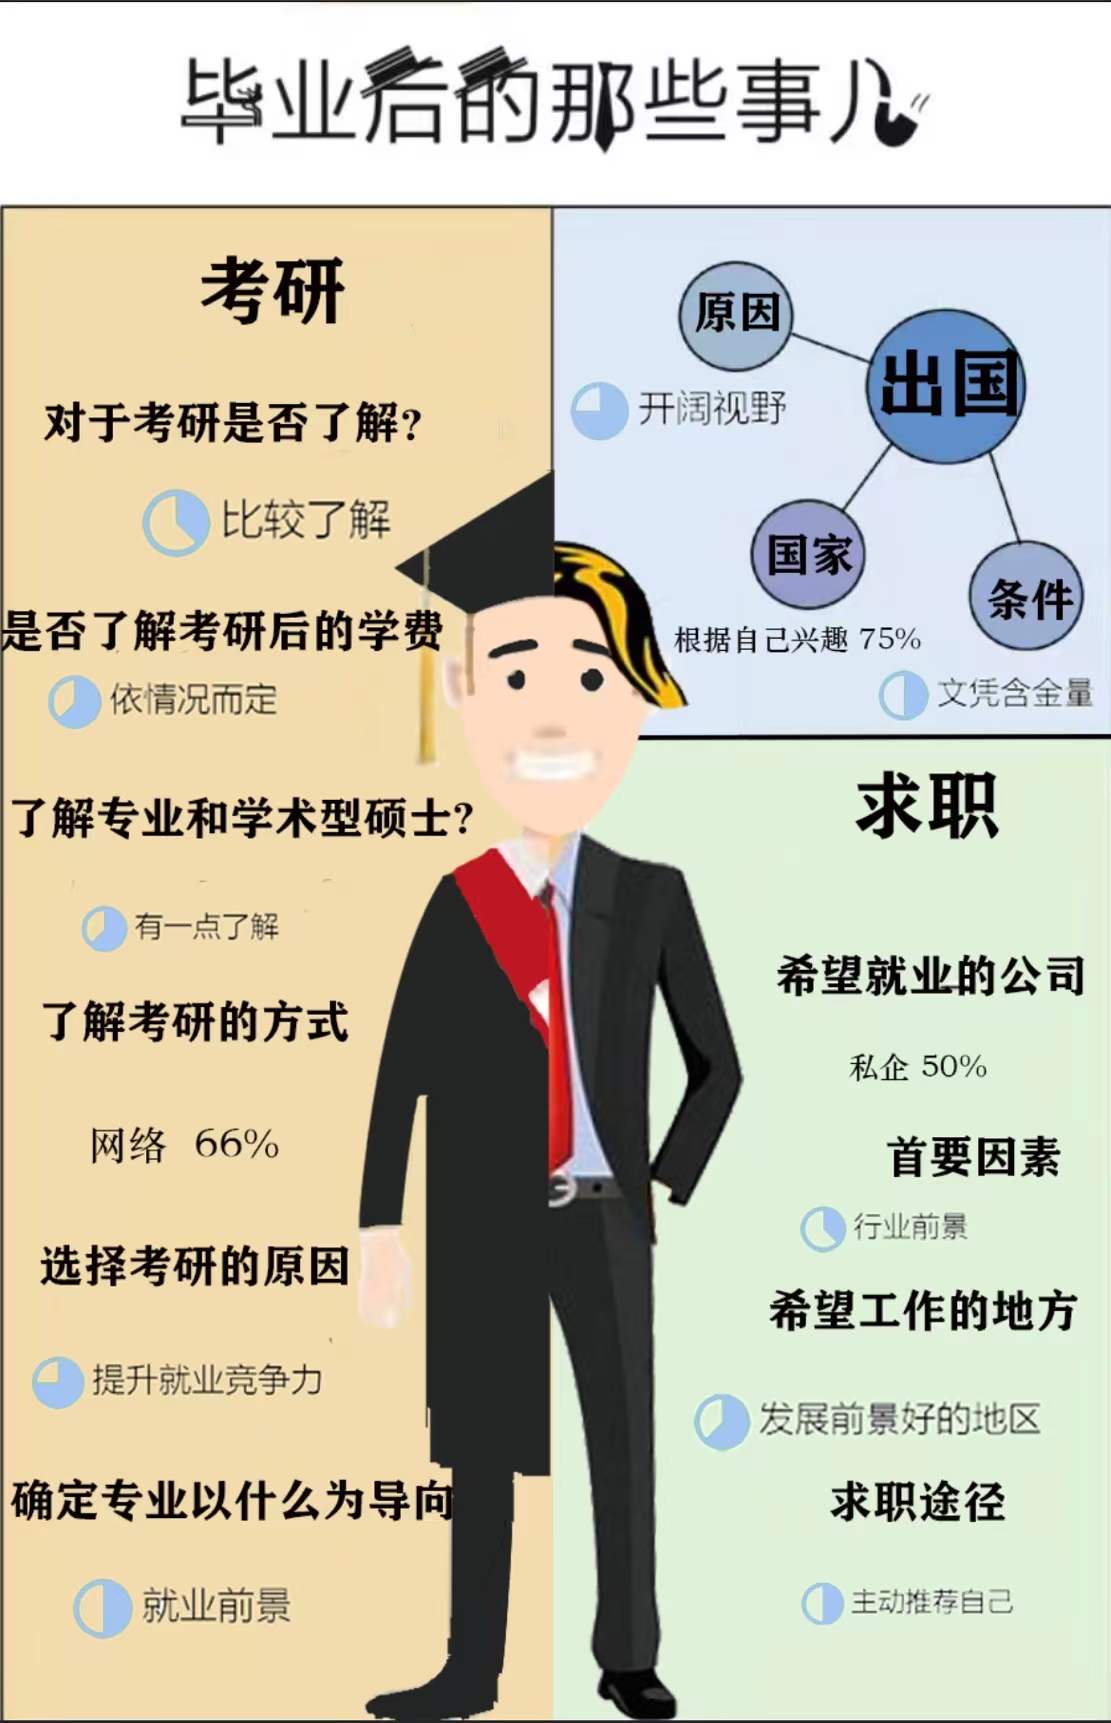 毕业后的那些事儿
考研
对于考研是否了解?
比较了解
是否了解考研后的学费
依情况而定
了解专业和学术型硕士?
有一点了解
了解考研的方式
网络 66%
选择考研的原因
提升就业竞争力
确定专业以什么为导向
就业前景
原因
出国
开阔视野
国家
条件
根据自己兴趣 75%
文凭含金量
求职
希望就业的公司
私企 50%
首要因素
行业前景
希望工作的地方
发展前景好的地区
求职途径
主动推荐自己